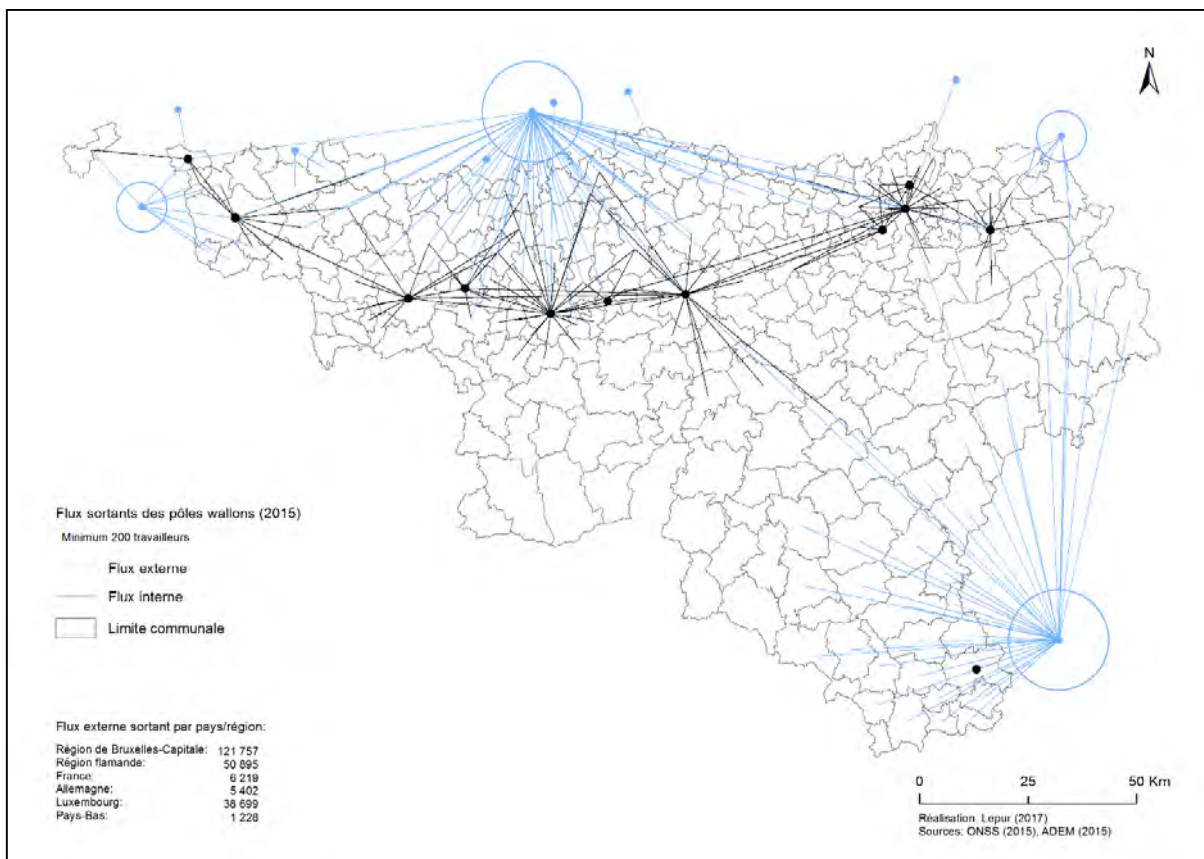 N
Flux sortants des pôles wallons (2015)
Minimum 200 travailleurs
Flux externe
Flux interne
Limite communale
Flux externe sortant par pays/région:
Région de Bruxelles-Capitale: 121 757
Région flamande: 50 895
France: 6 219
Allemagne: 5 402
Luxembourg: 38 699
Pays-Bas: 1 228
0 25 50 Km
Réalisation: Lepur (2017)
Sources: ONSS (2015), ADEM (2015)